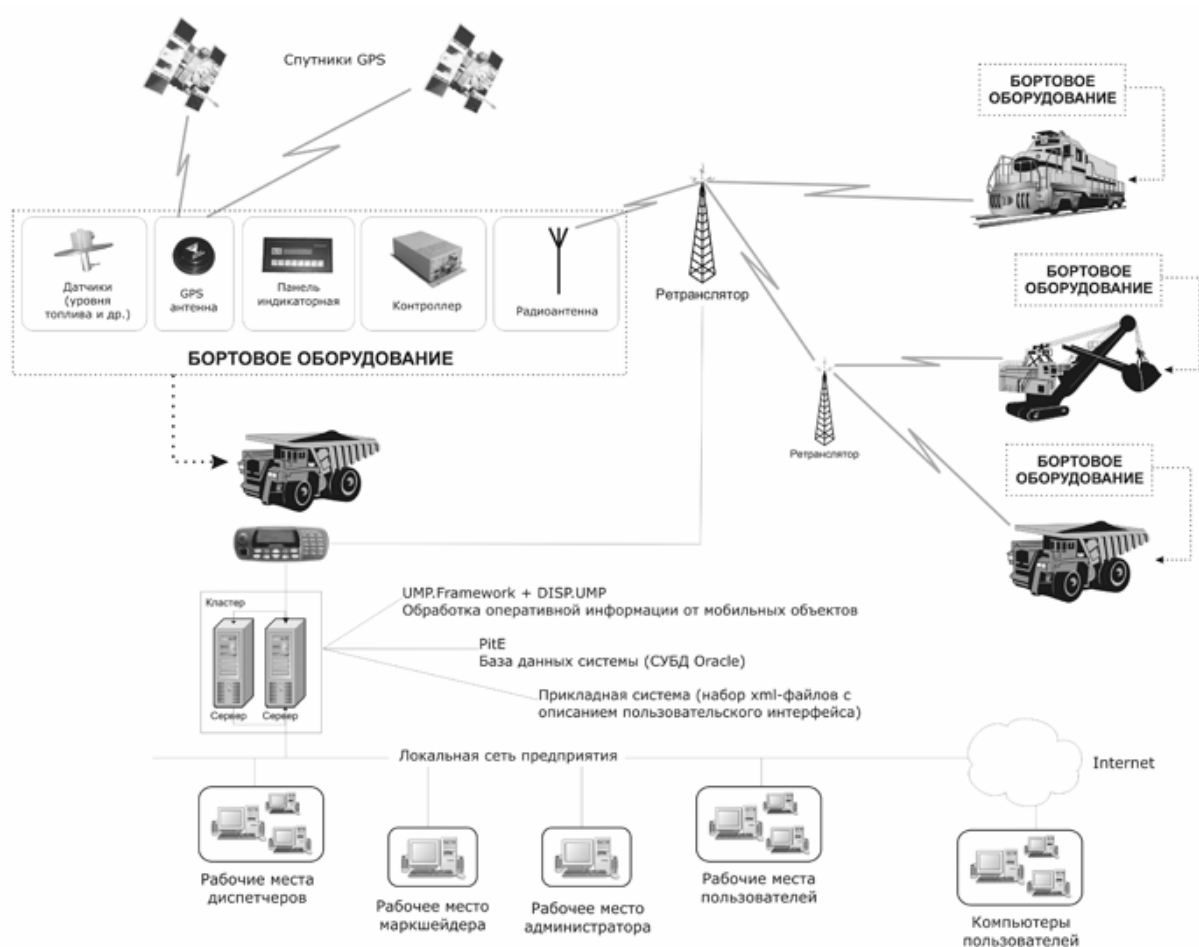 Спутники GPS
БОРТОВОЕ
ОБОРУДОВАНИЕ
Датчики
(уровня
топлива и др.)
GPS
антенна
Панель
индикаторная
Контроллер
Радиоантенна
БОРТОВОЕ ОБОРУДОВАНИЕ
Ретранслятор
БОРТОВОЕ
ОБОРУДОВАНИЕ
Ретранслятор
БОРТОВОЕ
ОБОРУДОВАНИЕ
Кластер
Сервер
Сервер
UMP.Framework + DISP.UMP
Обработка оперативной информации от мобильных объектов
PitE
База данных системы (СУБД Oracle)
Прикладная система (набор xml-файлов с
описанием пользовательского интерфейса)
Локальная сеть предприятия
Internet
Рабочие места
диспетчеров
Рабочее место
маркшейдера
Рабочее место
администратора
Рабочие места
пользователей
Компьютеры
пользователей